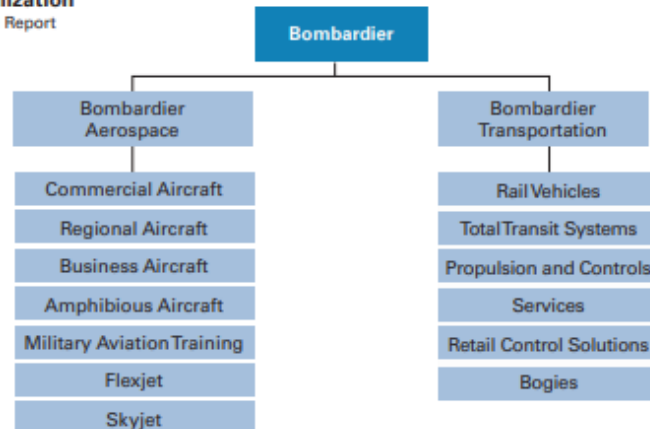 Report
Bombardier
Bombardier
Aerospace
Commercial Aircraft
Regional Aircraft
Business Aircraft
Amphibious Aircraft
Military Aviation Training
Flexjet
Skyjet
Bombardier
Transportation
Rail Vehicles
Total Transit Systems
Propulsion and Controls
Services
Retail Control Solutions
Bogies